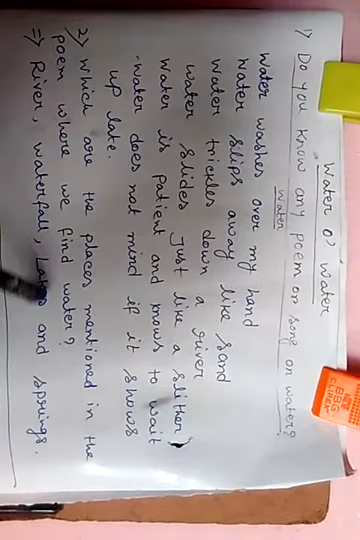 Water O' Water
1) Do you know any poem or song on water?
Water
Water washes over my hand
Water slips away like sand
Water trickles down a river
Water slides just like a slither
Water is patient and knows to wait
Water does not mind if it shows
up late.
2) Which are the places mentioned in the
poem where we find water?
⇒ River, waterfall, Lakes and springs.